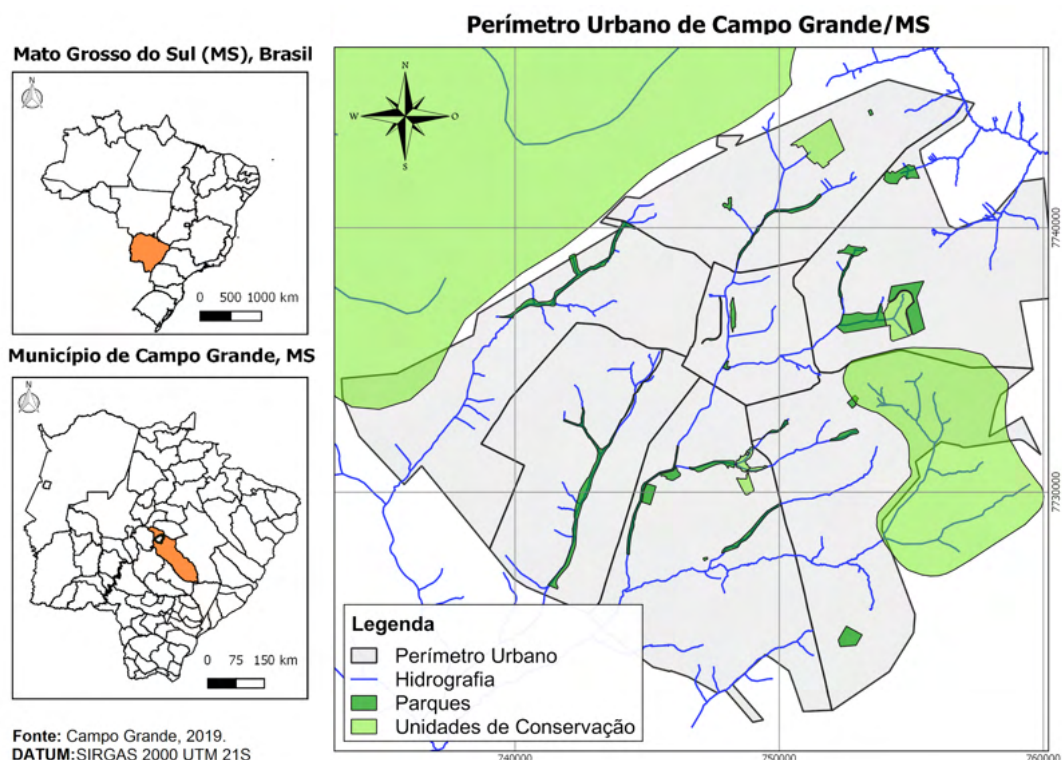 Perímetro Urbano de Campo Grande/MS
Mato Grosso do Sul (MS), Brasil
N
0 500 1000 km
Município de Campo Grande, MS
N
0 75 150 km
Fonte: Campo Grande, 2019.
DATUM:SIRGAS 2000 UTM 21S
N
W O
S
7740000
7730000
Legenda
Perímetro Urbano
Hidrografia
Parques
Unidades de Conservação
740000 750000 760000